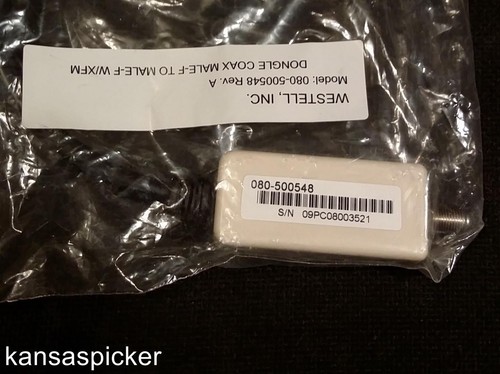 WESTELL, INC.
Model: 080-500548 Rev. A
DONGLE COAX MALE-F TO MALE-F W/XFM
080-500548
S/N 09PC08003521
kansaspicker